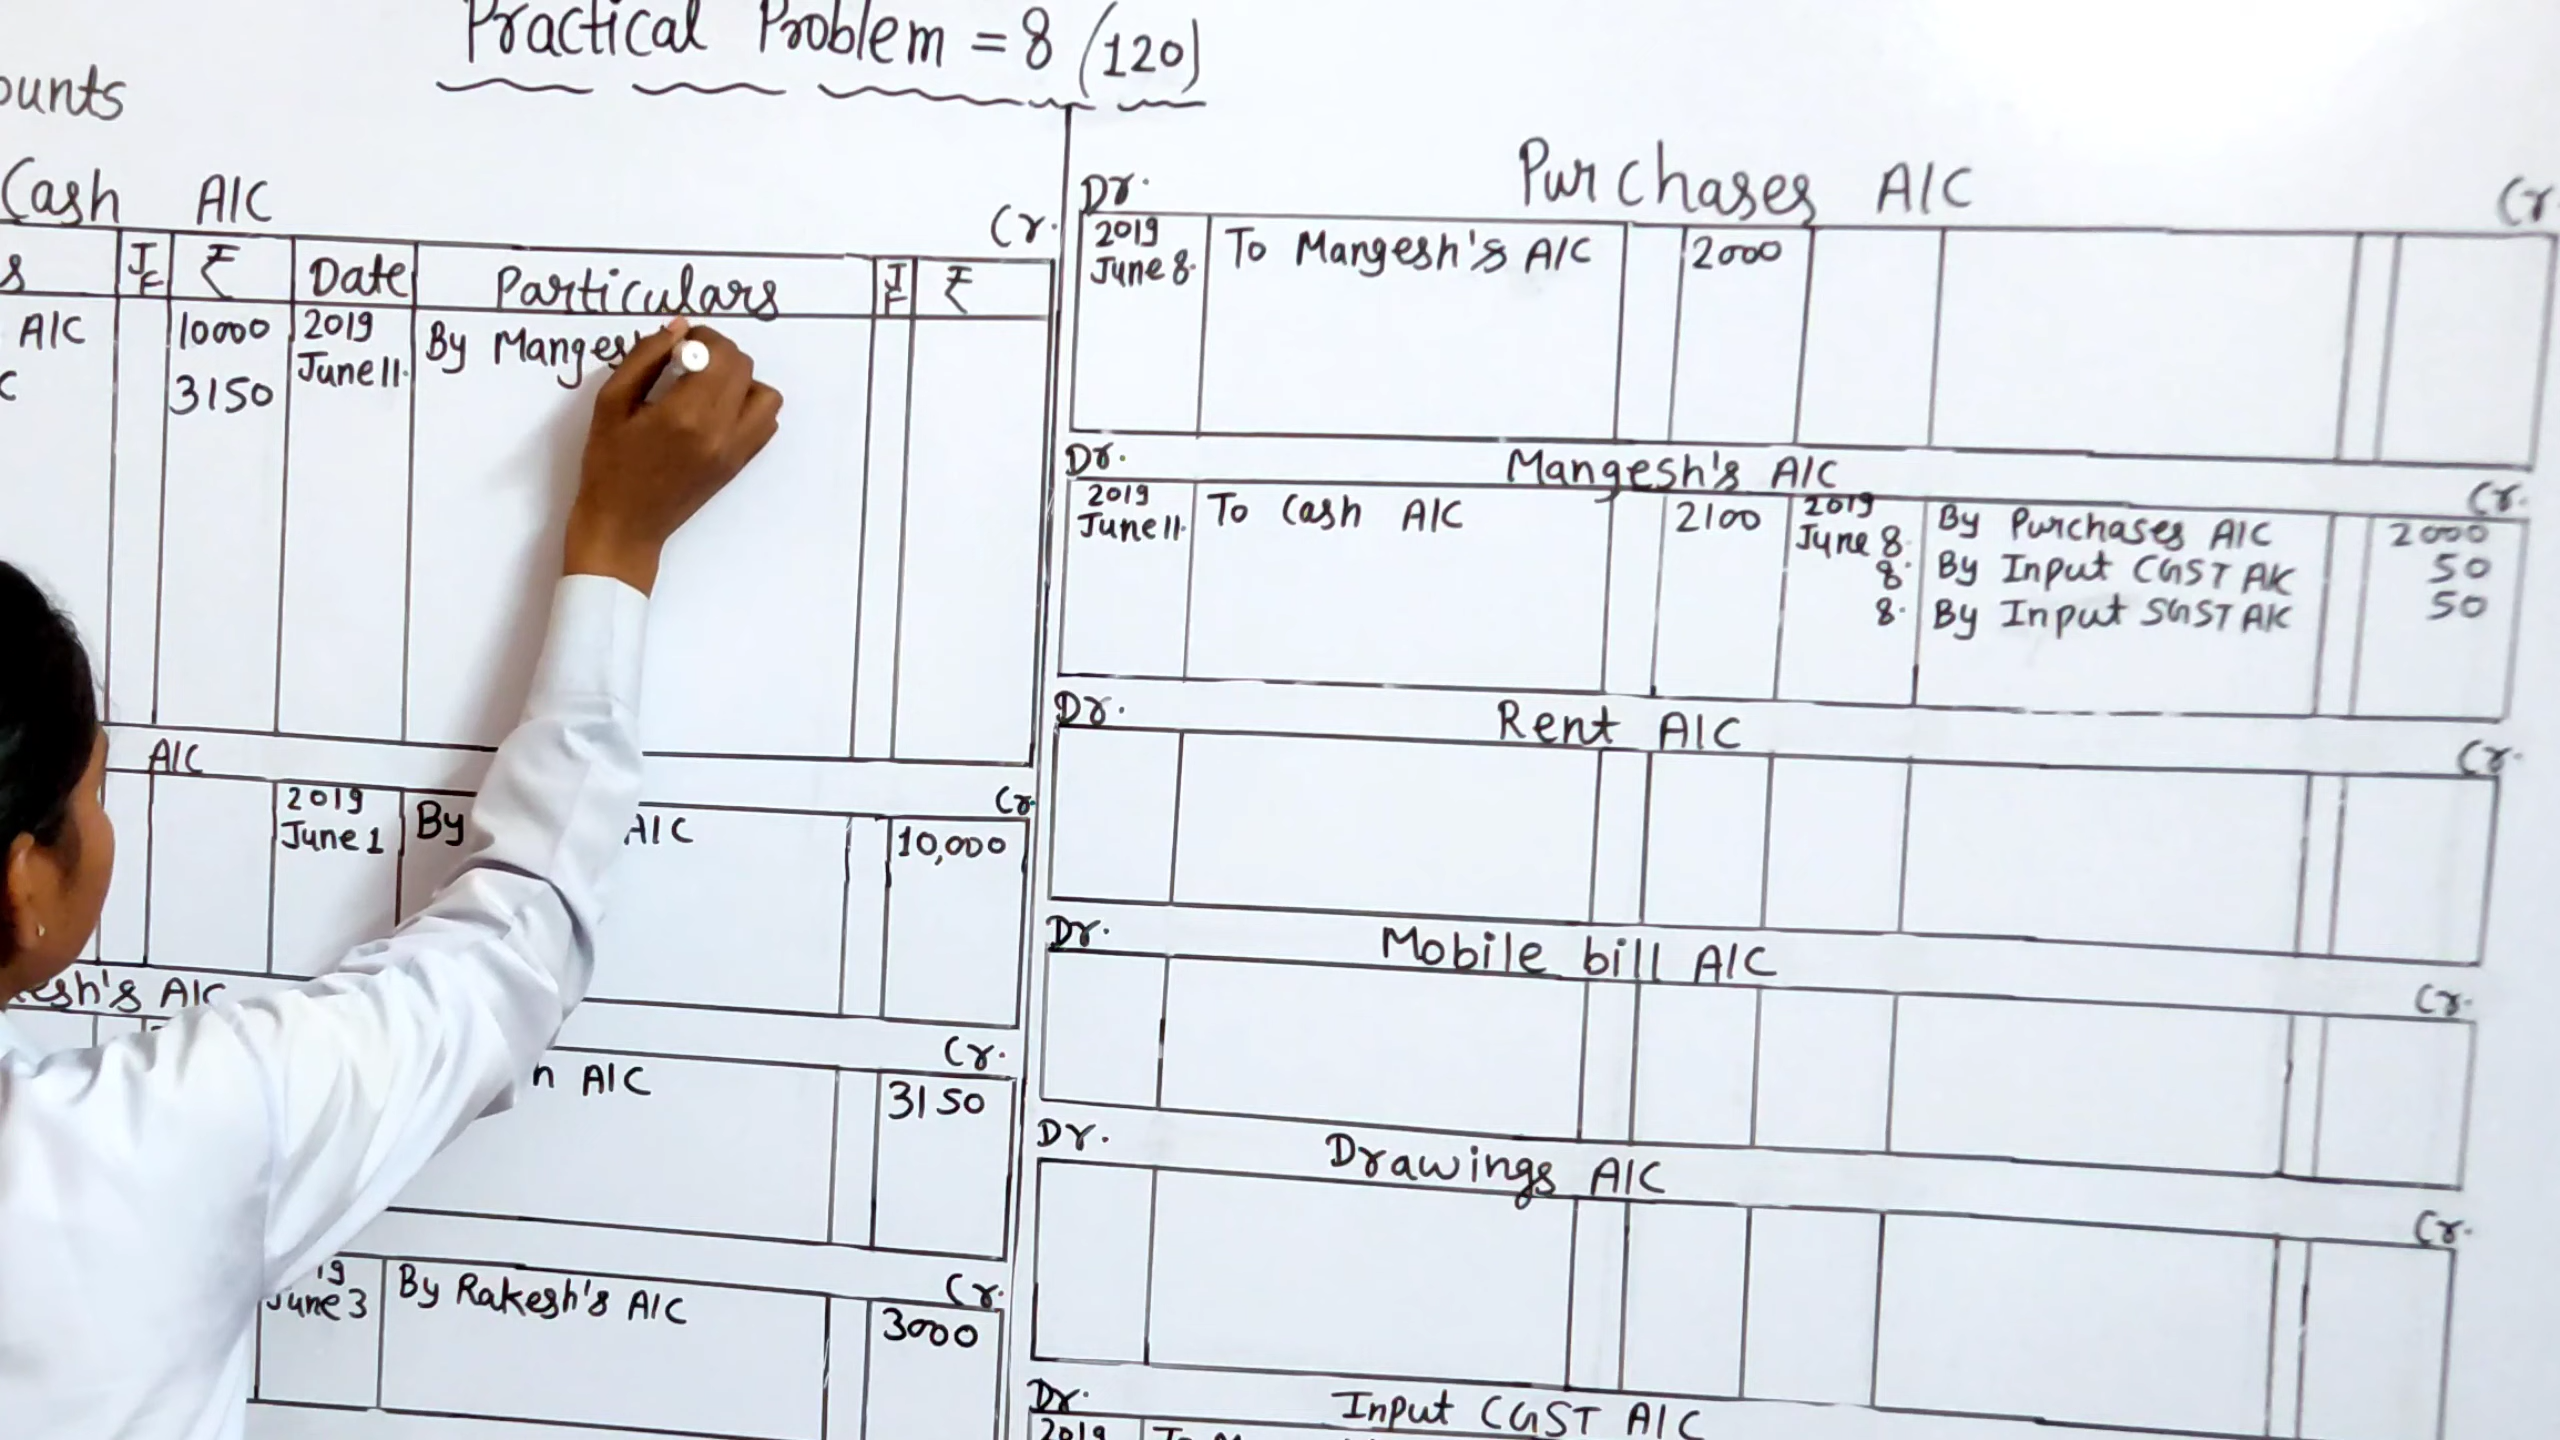 Practical Problem = 8 (120)
Cash A/C
Cr.
J F ₹ Date Particulars J F ₹
A/C 10000 2019 June 11. By
3150
A/C
Cr.
2019 June 1 By A/C 10,000
A/C
Cr.
A/C 3150
Cr.
June 3 By Rakesh's A/C 3000
Purchases A/C
Dr. Cr.
2019 June 8. To Mangesh's A/C 2000
Mangesh's A/C
Dr. Cr.
2019 June 11. To Cash A/C 2100 2019 June 8. By Purchases A/C 2000
8. By Input CGST A/C 50
8. By Input SGST A/C 50
Rent A/C
Dr. Cr.
Mobile bill A/C
Dr. Cr.
Drawings A/C
Dr. Cr.
Input CGST A/C
Dr.
2019